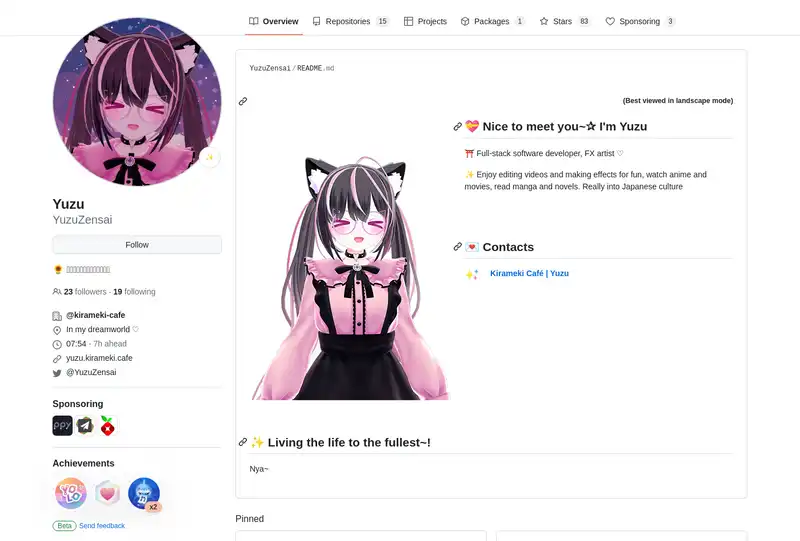 Overview
Repositories 15
Projects
Packages 1
Stars 83
Sponsoring 3
YuzuZensai / README.md
(Best viewed in landscape mode)
💝 Nice to meet you~✰ I'm Yuzu
⛩️ Full-stack software developer, FX artist ♡
✨ Enjoy editing videos and making effects for fun, watch anime and
movies, read manga and novels. Really into Japanese culture
💌 Contacts
✨ Kirameki Café | Yuzu
✨ Living the life to the fullest~!
Nya~
Pinned
Yuzu
YuzuZensai
Follow
23 followers · 19 following
@kirameki-cafe
In my dreamworld ♡
07:54 - 7h ahead
yuzu.kirameki.cafe
@YuzuZensai
Sponsoring
PPY
Achievements
YOLO
x2
Beta Send feedback